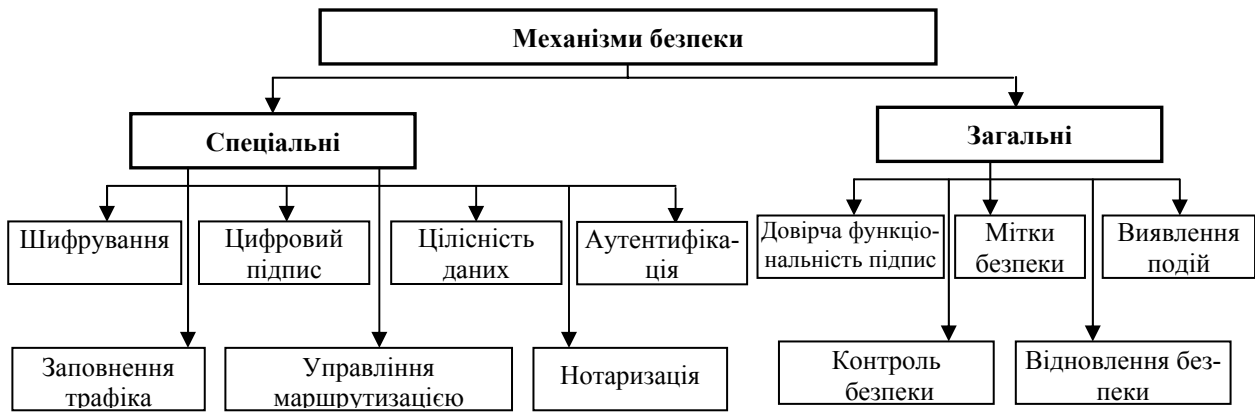 Механізми безпеки
Спеціальні
Загальні
Шифрування
Цифровий
підпис
Цілісність
даних
Аутентифіка-
ція
Довірча функціо-
нальність підпис
Мітки
безпеки
Виявлення
подій
Заповнення
трафіка
Управління
маршрутизацією
Нотаризація
Контроль
безпеки
Відновлення без-
пеки